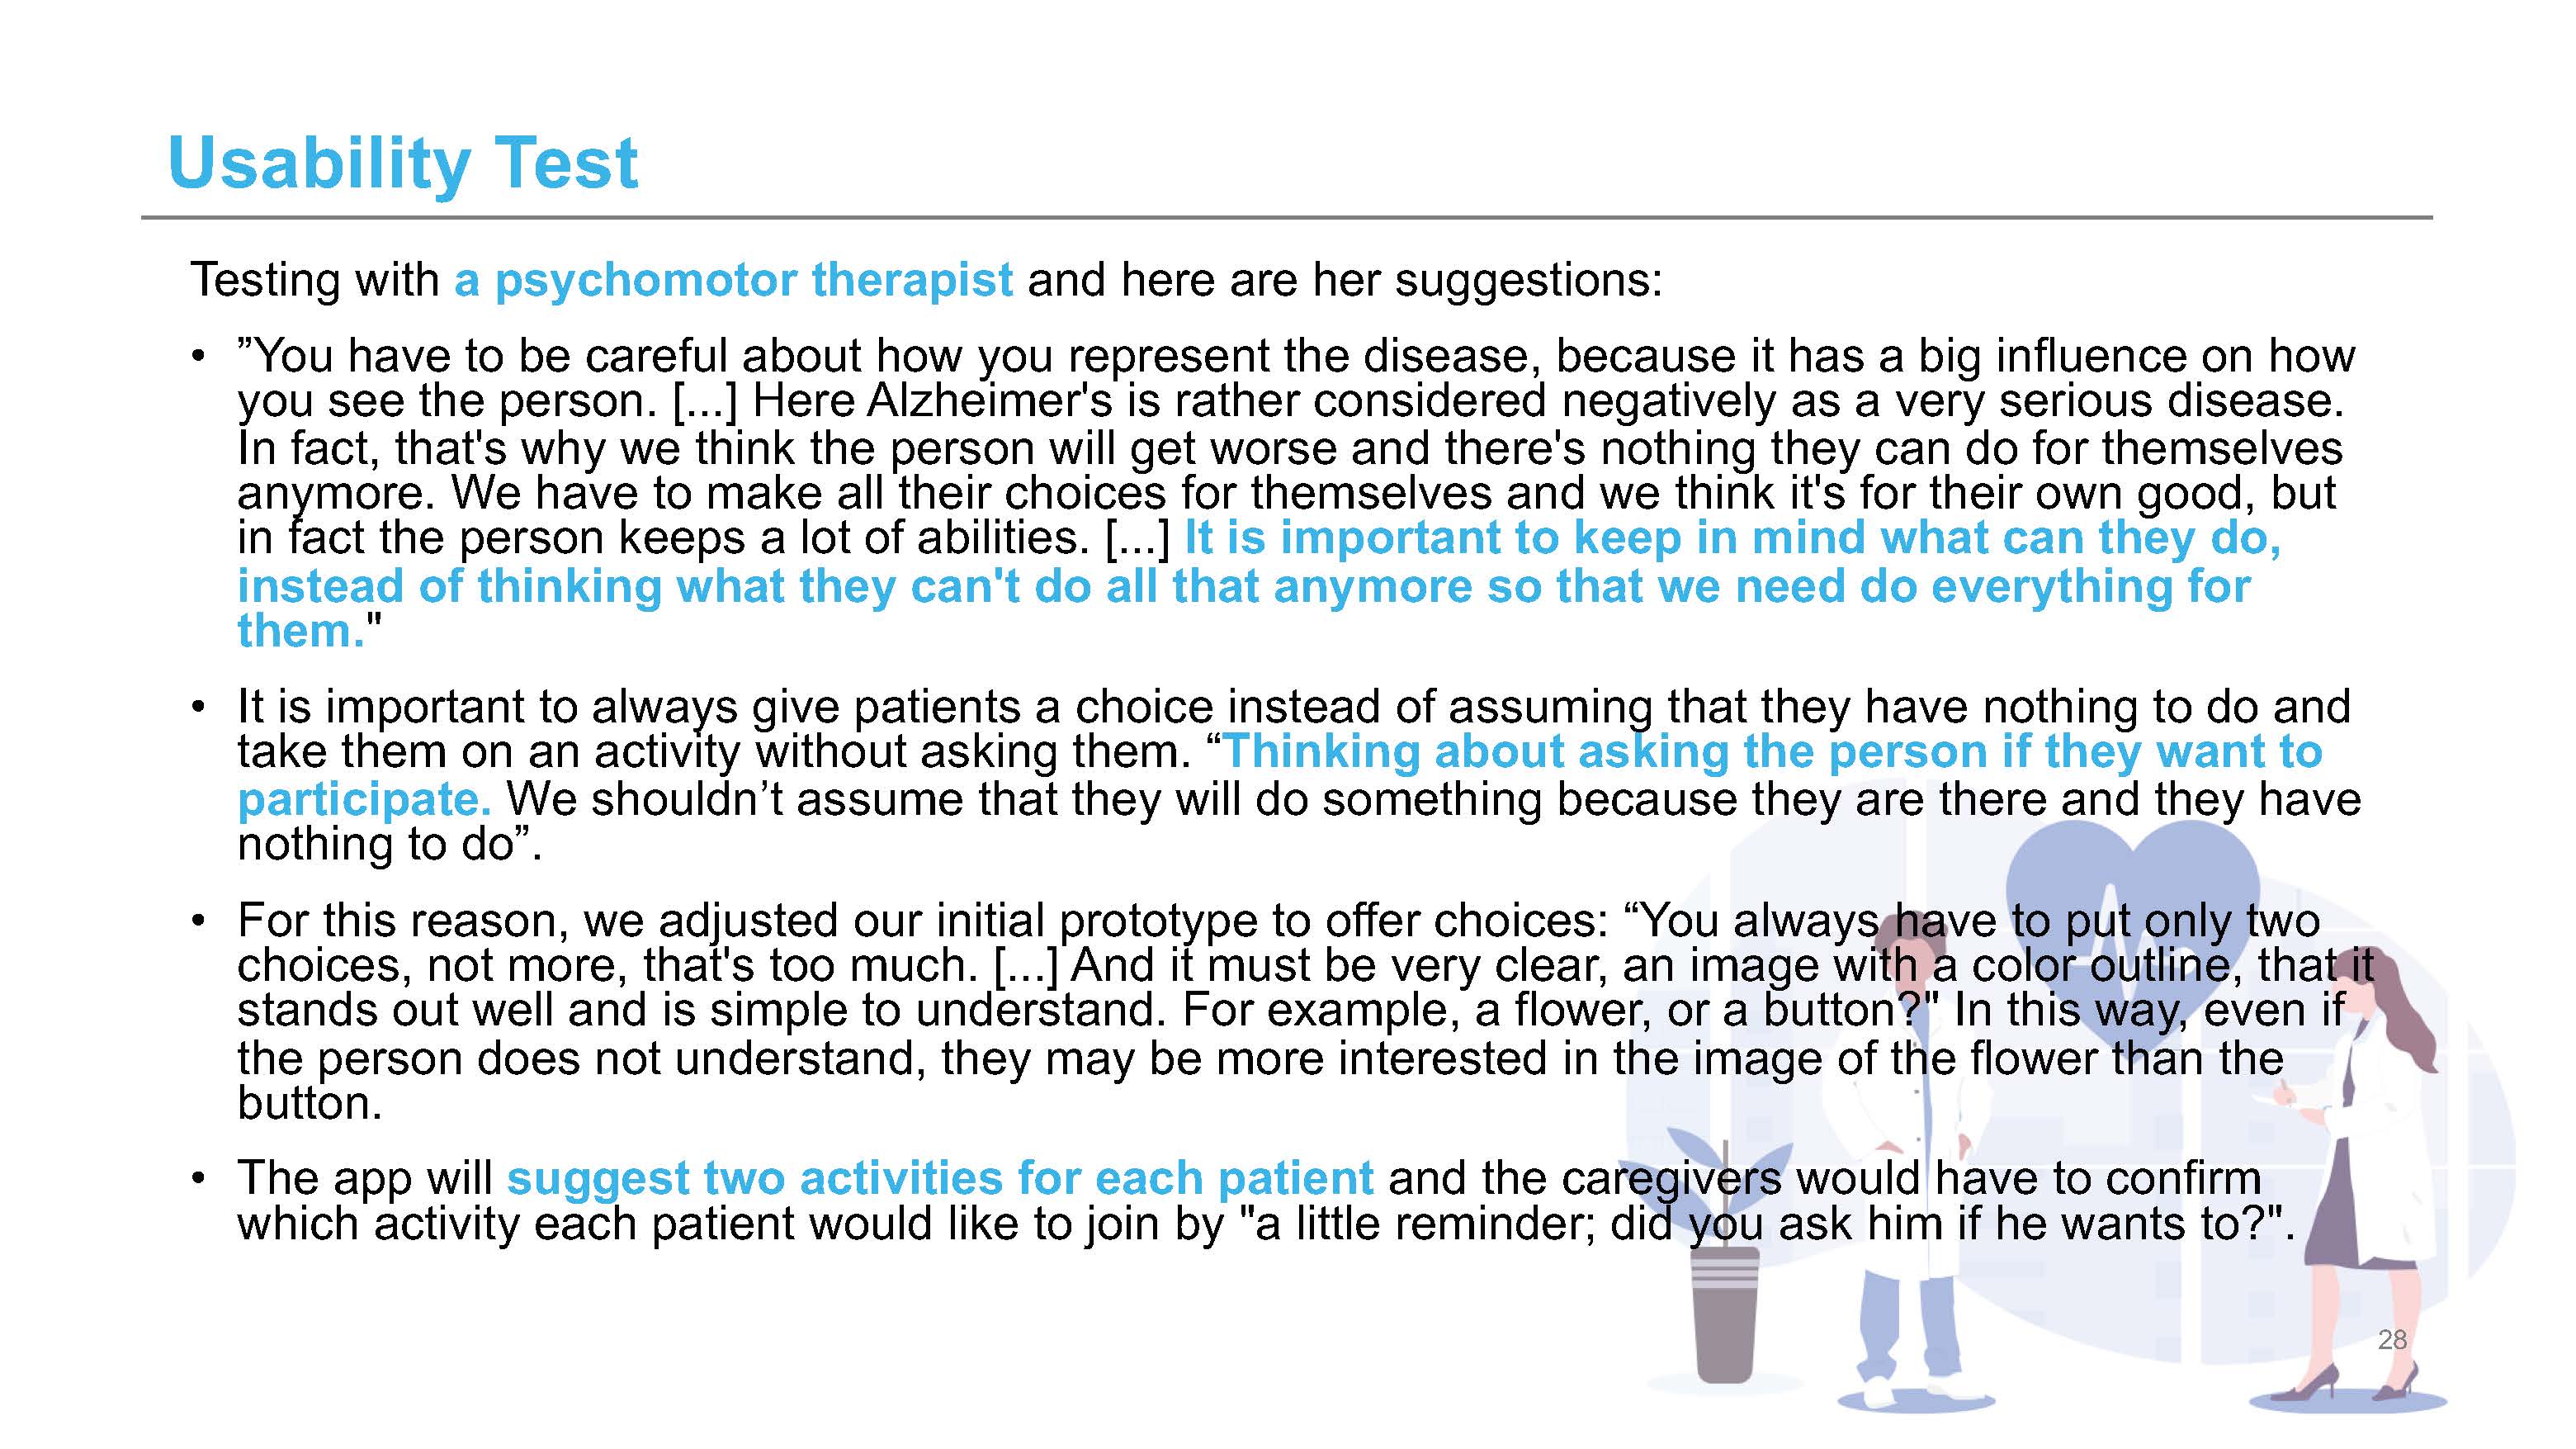 Usability Test
Testing with a psychomotor therapist and here are her suggestions:
• ”You have to be careful about how you represent the disease, because it has a big influence on how
you see the person. [...] Here Alzheimer's is rather considered negatively as a very serious disease.
In fact, that's why we think the person will get worse and there's nothing they can do for themselves
anymore. We have to make all their choices for themselves and we think it's for their own good, but
in fact the person keeps a lot of abilities. [...] It is important to keep in mind what can they do,
instead of thinking what they can't do all that anymore so that we need do everything for
them."
• It is important to always give patients a choice instead of assuming that they have nothing to do and
take them on an activity without asking them. “Thinking about asking the person if they want to
participate. We shouldn’t assume that they will do something because they are there and they have
nothing to do”.
• For this reason, we adjusted our initial prototype to offer choices: “You always have to put only two
choices, not more, that's too much. [...] And it must be very clear, an image with a color outline, that it
stands out well and is simple to understand. For example, a flower, or a button?" In this way, even if
the person does not understand, they may be more interested in the image of the flower than the
button.
• The app will suggest two activities for each patient and the caregivers would have to confirm
which activity each patient would like to join by "a little reminder; did you ask him if he wants to?".
28